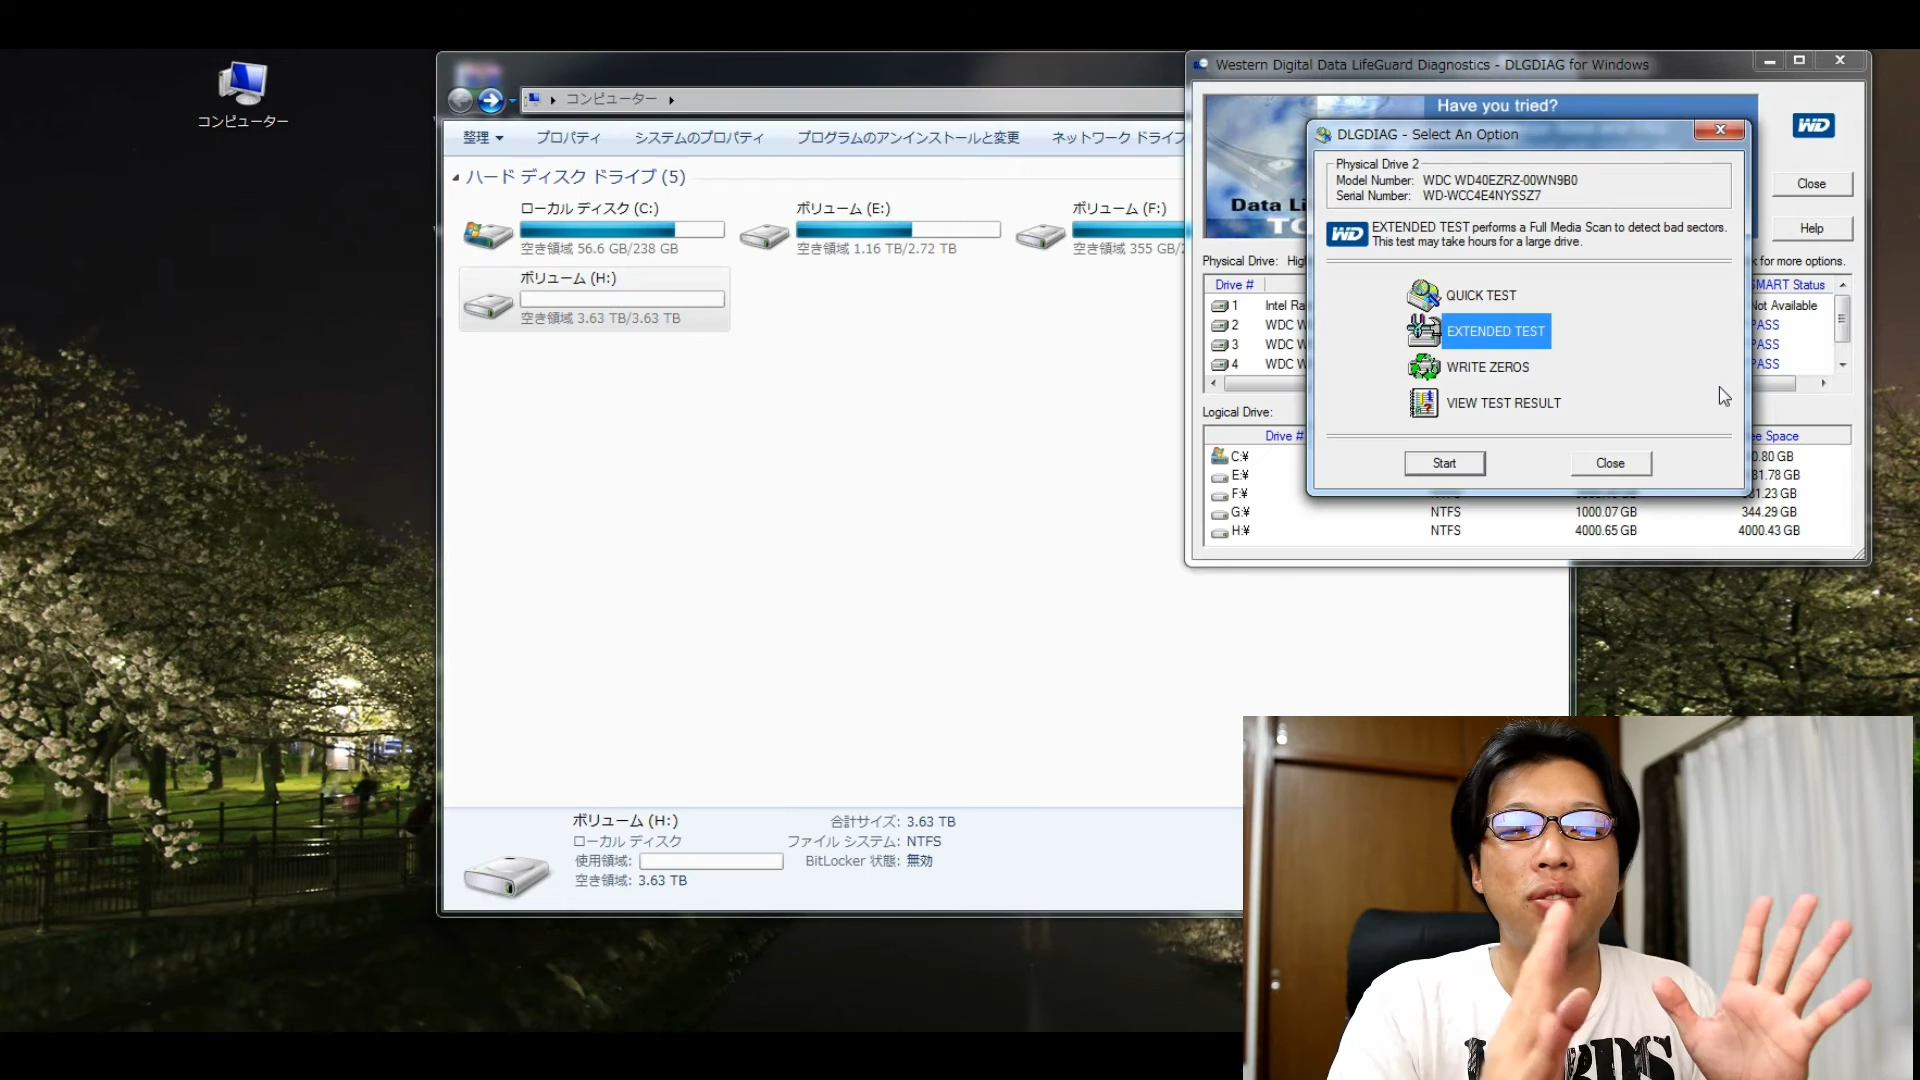 コンピューター
コンピューター
整理
プロパティ
システムのプロパティ
プログラムのアンインストールと変更
ネットワーク ドライブ
ハード ディスク ドライブ (5)
ローカル ディスク (C:)
空き領域 56.6 GB/238 GB
ボリューム (E:)
空き領域 1.16 TB/2.72 TB
ボリューム (F:)
空き領域 355 GB/
ボリューム (H:)
空き領域 3.63 TB/3.63 TB
ボリューム (H:)
ローカル ディスク
使用領域:
空き領域: 3.63 TB
合計サイズ: 3.63 TB
ファイル システム: NTFS
BitLocker 状態: 無効
Western Digital Data LifeGuard Diagnostics - DLGDIAG for Windows
Have you tried?
Data Li
WD
Close
Help
Physical Drive:
k for more options.
Drive #
SMART Status
1 Intel Ra Not Available
2 WDC W PASS
3 WDC W PASS
4 WDC W PASS
Logical Drive:
Drive #
ee Space
C:¥ 0.80 GB
E:¥ 31.78 GB
F:¥ 31.23 GB
G:¥ NTFS 1000.07 GB 344.29 GB
H:¥ NTFS 4000.65 GB 4000.43 GB
DLGDIAG - Select An Option
Physical Drive 2
Model Number: WDC WD40EZRZ-00WN9B0
Serial Number: WD-WCC4E4NYSSZ7
WD
EXTENDED TEST performs a Full Media Scan to detect bad sectors.
This test may take hours for a large drive.
QUICK TEST
EXTENDED TEST
WRITE ZEROS
VIEW TEST RESULT
Start
Close